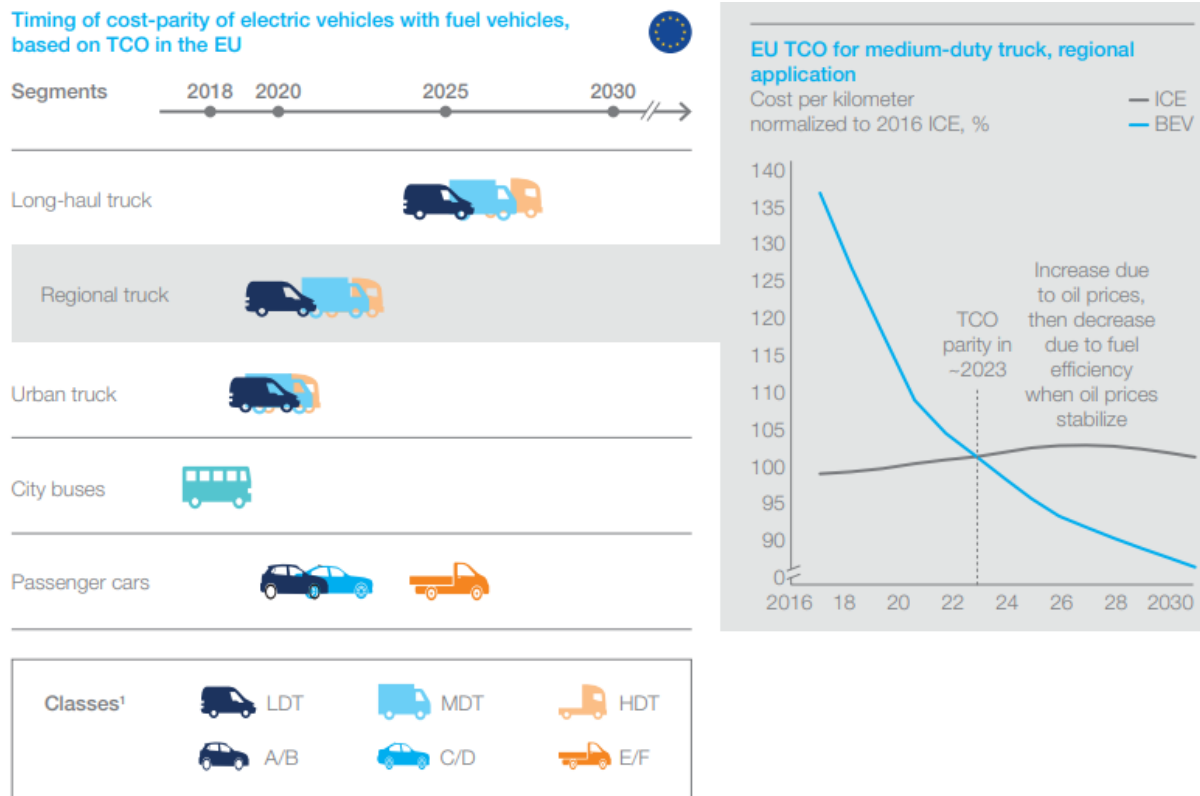 Timing of cost-parity of electric vehicles with fuel vehicles,
based on TCO in the EU
Segments
2018 2020 2025 2030
Long-haul truck
Regional truck
Urban truck
City buses
Passenger cars
Classes¹
LDT MDT HDT
A/B C/D E/F
EU TCO for medium-duty truck, regional
application
Cost per kilometer
normalized to 2016 ICE, %
ICE
BEV
140
135
130
125
120
115
110
105
100
95
90
0
TCO
parity in
~2023
Increase due
to oil prices,
then decrease
due to fuel
efficiency
when oil prices
stabilize
2016 18 20 22 24 26 28 2030